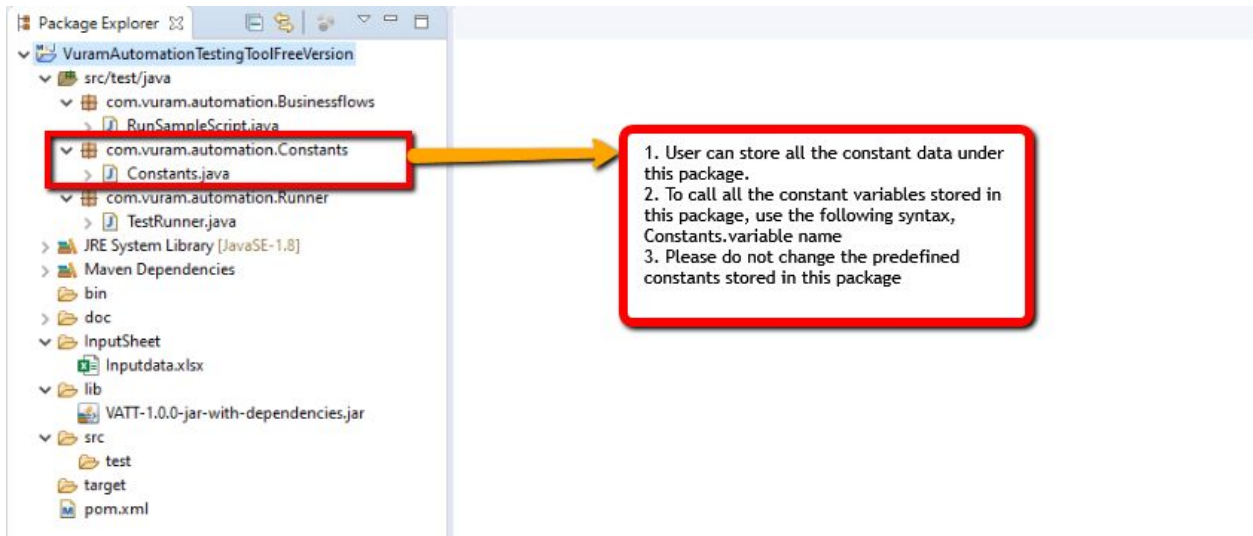 Package Explorer
VuramAutomationTestingToolFreeVersion
src/test/java
com.vuram.automation.Businessflows
RunSampleScript.java
com.vuram.automation.Constants
Constants.java
com.vuram.automation.Runner
TestRunner.java
JRE System Library [JavaSE-1.8]
Maven Dependencies
bin
doc
InputSheet
Inputdata.xlsx
lib
VATT-1.0.0-jar-with-dependencies.jar
src
test
target
pom.xml
1. User can store all the constant data under
this package.
2. To call all the constant variables stored in
this package, use the following syntax,
Constants.variable name
3. Please do not change the predefined
constants stored in this package